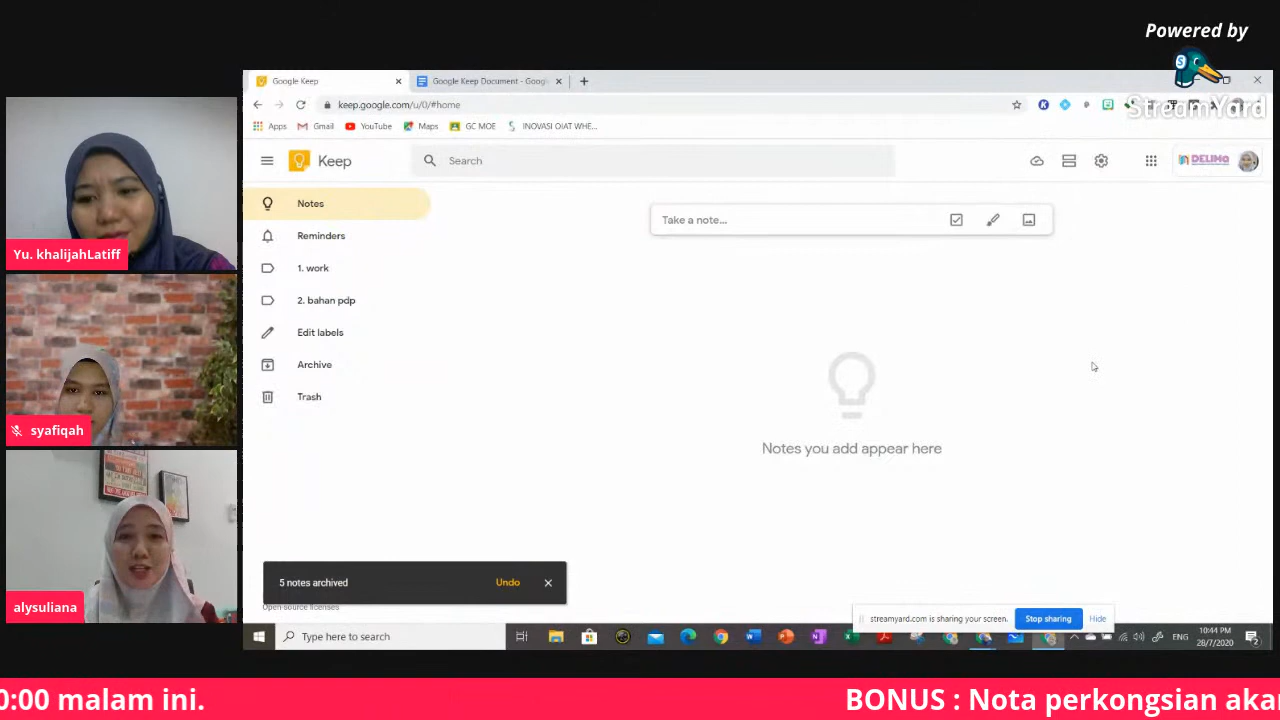 Powered by
StreamYard
Yu. khalijahLatiff
syafiqah
alysuliana
Google Keep
Google Keep Document - Goog
keep.google.com/u/0/#home
Apps
Gmail
YouTube
Maps
GC MOE
INOVASI OIAT WHE...
Keep
Search
DELIMa
Notes
Reminders
1. work
2. bahan pdp
Edit labels
Archive
Trash
Take a note...
Notes you add appear here
5 notes archived
Undo
Open-source licenses
streamyard.com is sharing your screen.
Stop sharing
Hide
Type here to search
ENG
10:44 PM
28/7/2020
0:00 malam ini.
BONUS : Nota perkongsian aka